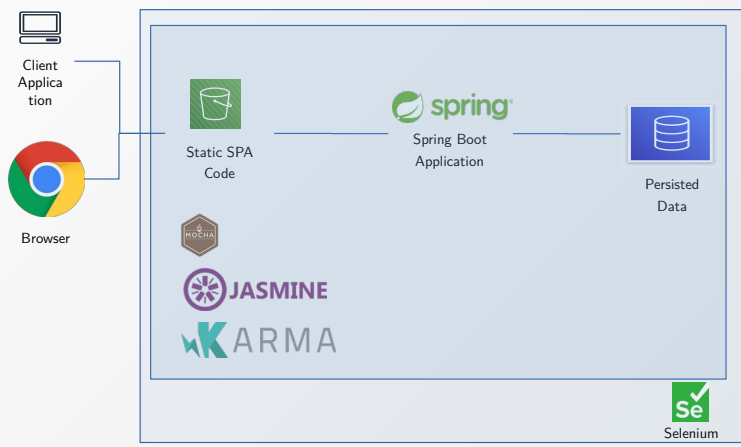 Client
Applica
tion
Browser
Static SPA
Code
spring
Spring Boot
Application
Persisted
Data
MOCHA
JASMINE
KARMA
Se
Selenium